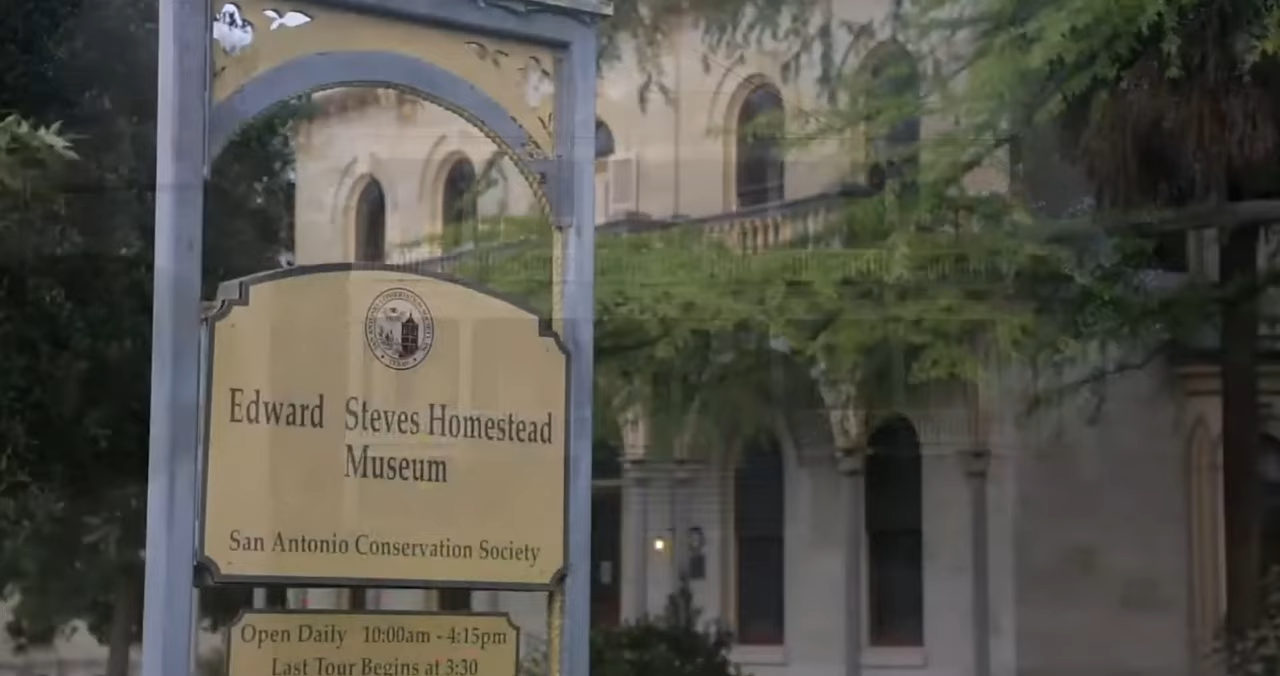 Edward Steves Homestead
Museum
San Antonio Conservation Society
Open Daily 10:00am - 4:15pm
Last Tour Begins at 3:30